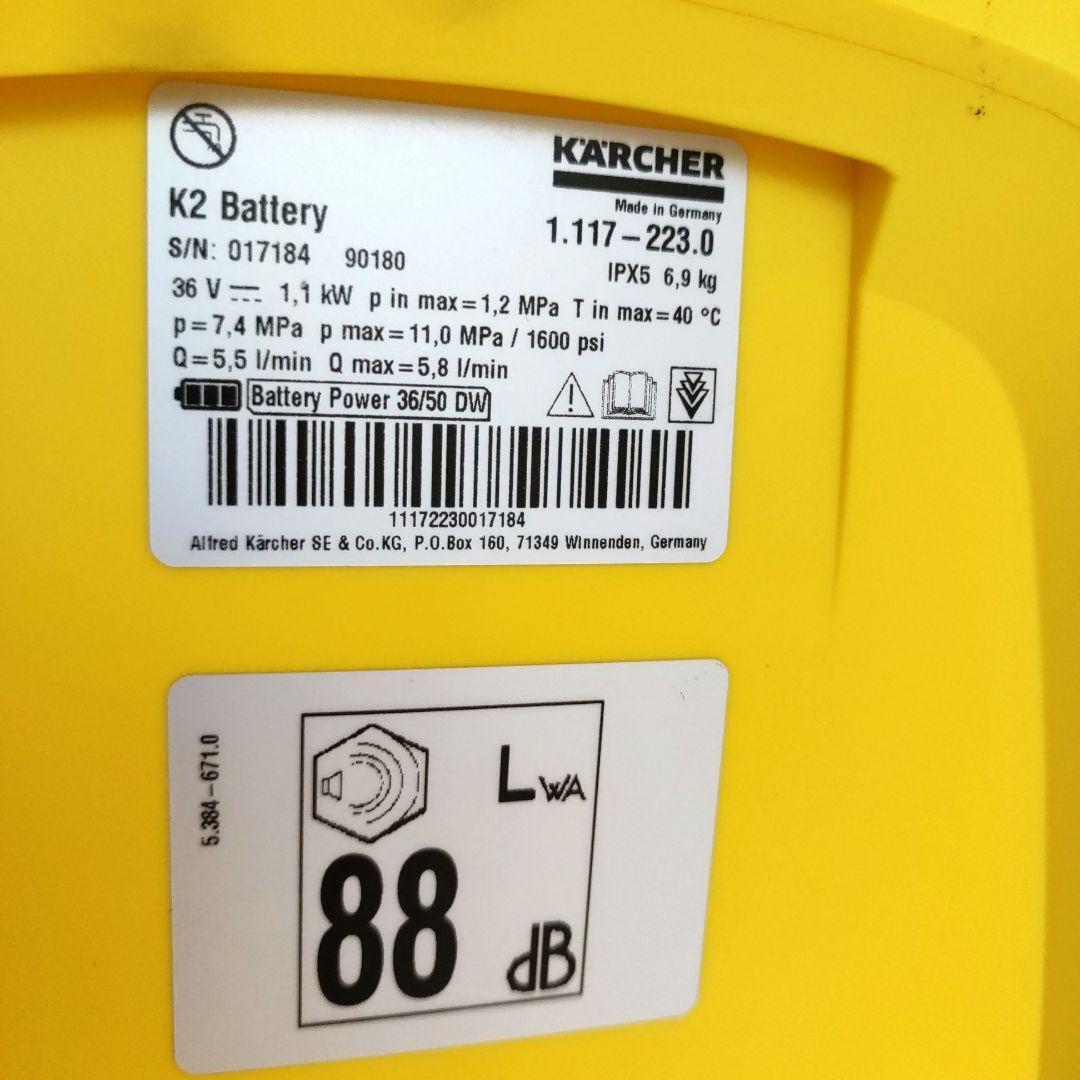 KÄRCHER
Made in Germany
K2 Battery
1.117-223.0
S/N: 017184 90180
IPX5 6,9 kg
36 V 1,1 kW p in max=1,2 MPa T in max=40 °C
p=7,4 MPa p max=11,0 MPa / 1600 psi
Q=5,5 l/min Q max=5,8 l/min
Battery Power 36/50 DW
11172230017184
Alfred Kärcher SE & Co.KG, P.O.Box 160, 71349 Winnenden, Germany
5.384-671.0
LWA
88 dB